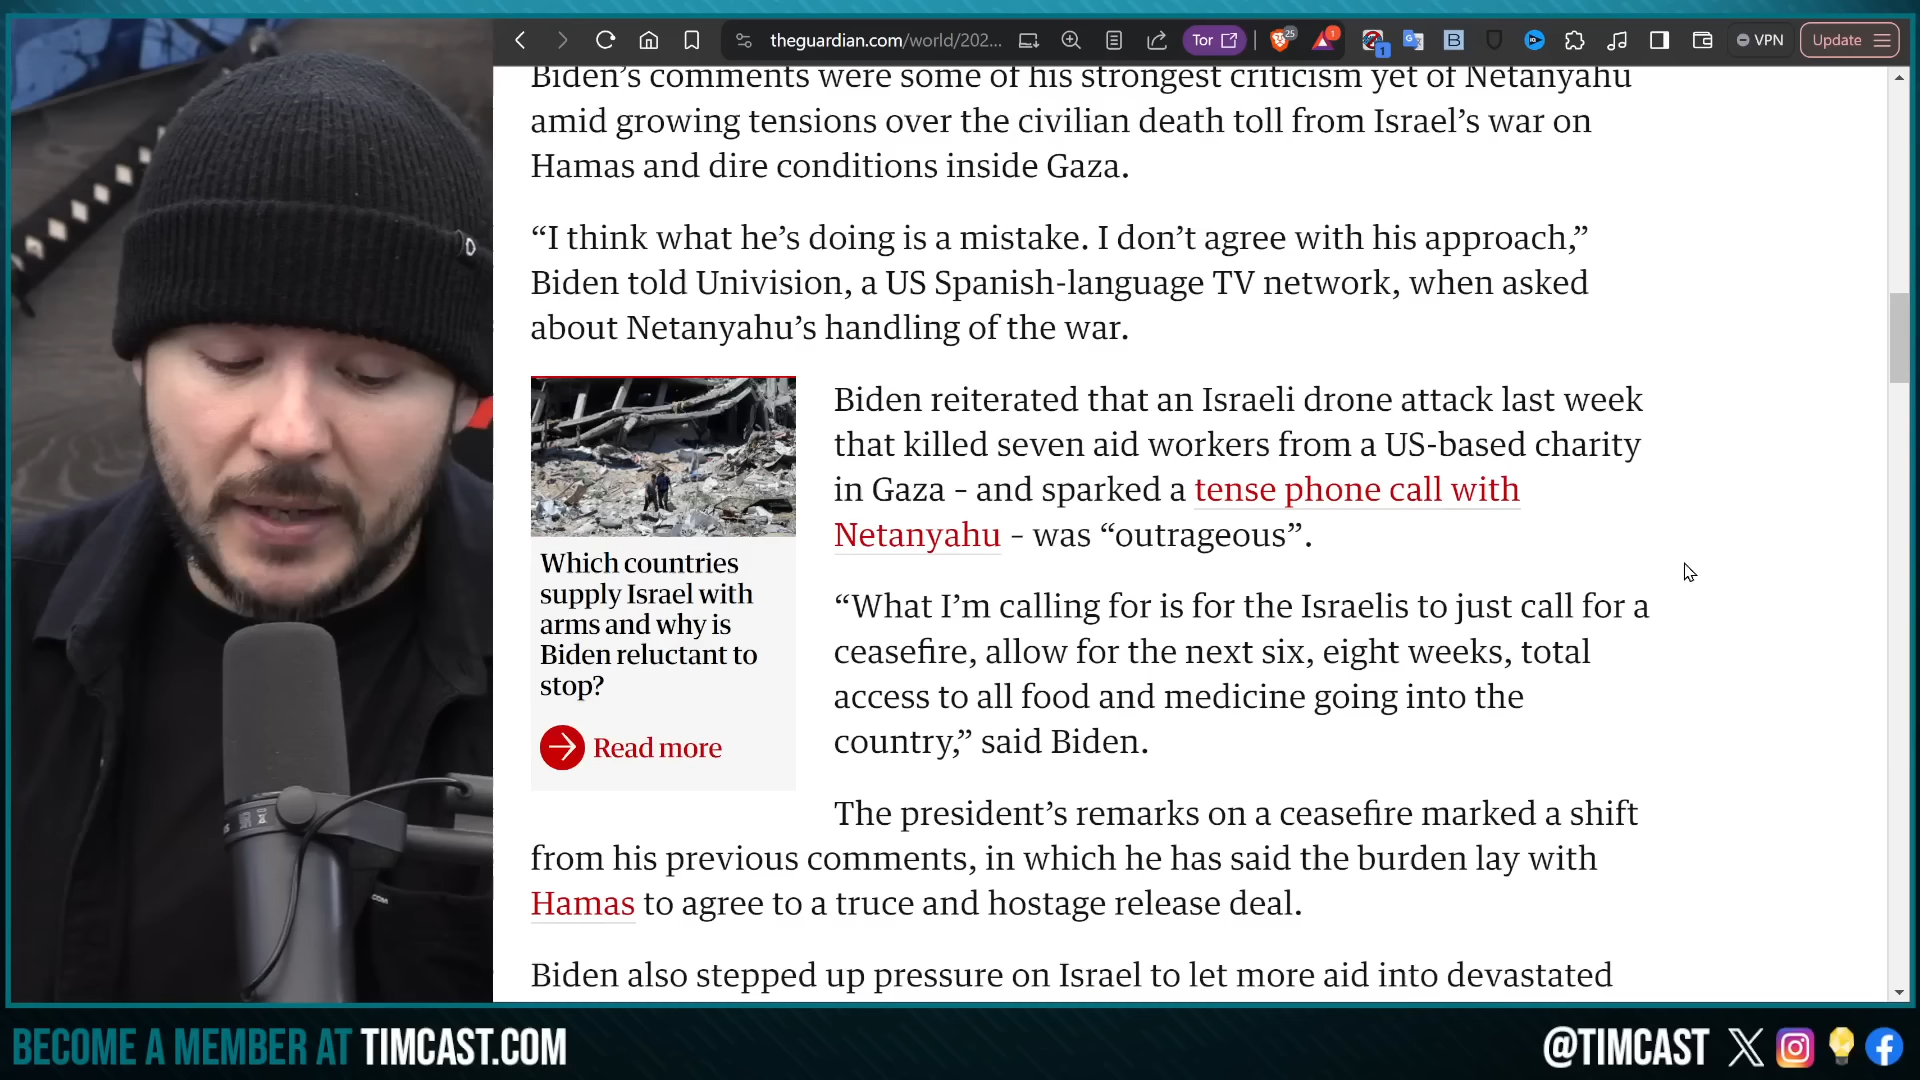 theguardian.com/world/202...
Tor
25
1
1
B
VPN
Update
Biden’s comments were some of his strongest criticism yet of Netanyahu
amid growing tensions over the civilian death toll from Israel’s war on
Hamas and dire conditions inside Gaza.
“I think what he’s doing is a mistake. I don’t agree with his approach,”
Biden told Univision, a US Spanish-language TV network, when asked
about Netanyahu’s handling of the war.
Biden reiterated that an Israeli drone attack last week
that killed seven aid workers from a US-based charity
in Gaza – and sparked a tense phone call with
Netanyahu – was “outrageous”.
Which countries
supply Israel with
arms and why is
Biden reluctant to
stop?
Read more
“What I’m calling for is for the Israelis to just call for a
ceasefire, allow for the next six, eight weeks, total
access to all food and medicine going into the
country,” said Biden.
The president’s remarks on a ceasefire marked a shift
from his previous comments, in which he has said the burden lay with
Hamas to agree to a truce and hostage release deal.
Biden also stepped up pressure on Israel to let more aid into devastated
BECOME A MEMBER AT TIMCAST.COM
@TIMCAST